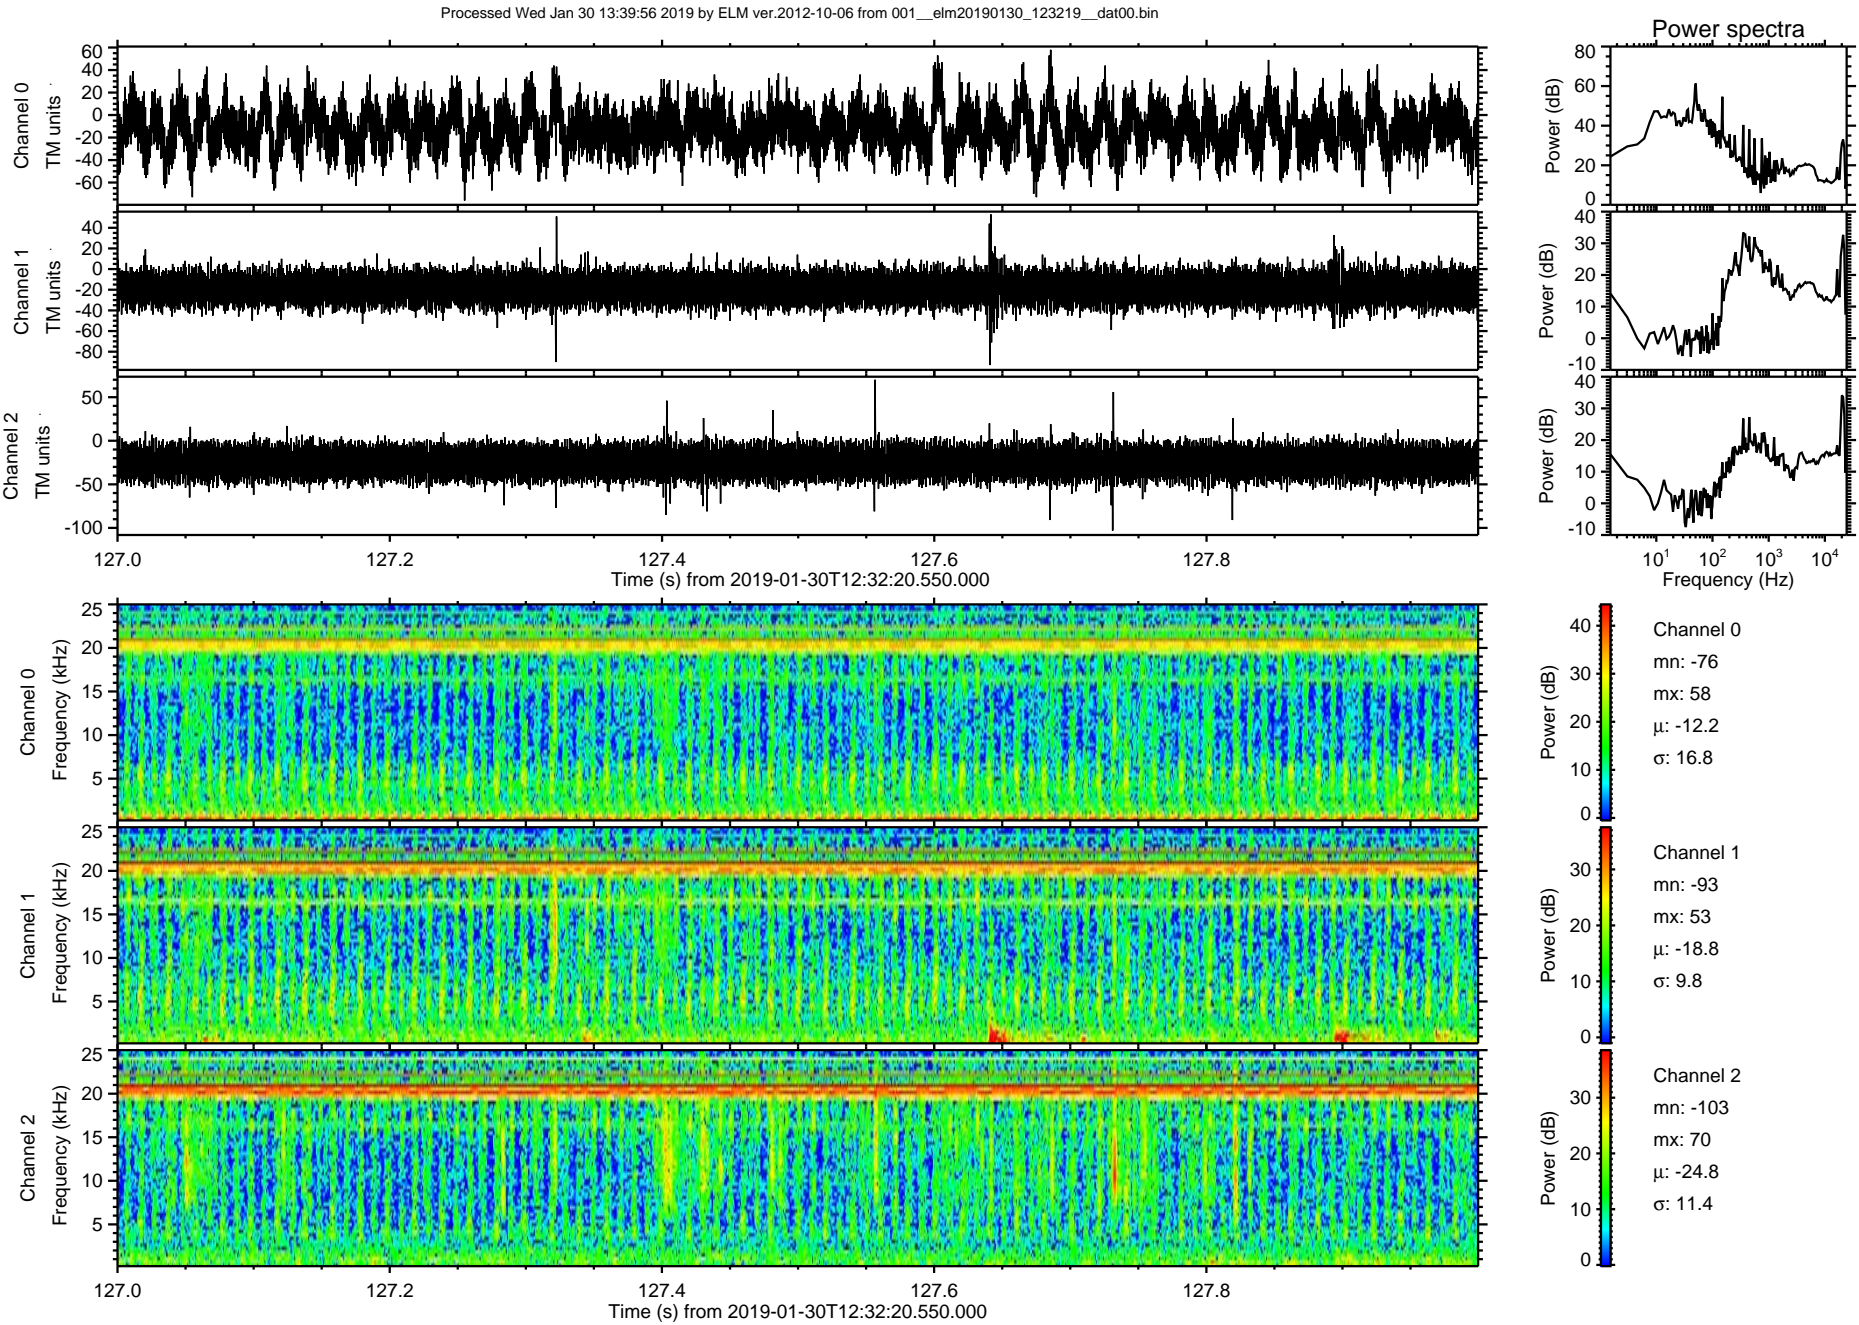 Processed Wed Jan 30 13:39:56 2019 by ELM ver.2012-10-06 from 001__elm20190130_123219__dat00.bin
Power spectra
Channel 0
TM units
60
40
20
0
-20
-40
-60
Power (dB)
80
60
40
20
0
Channel 1
TM units
40
20
0
-20
-40
-60
-80
Power (dB)
40
30
20
10
0
-10
Channel 2
TM units
50
0
-50
-100
Power (dB)
40
30
20
10
0
-10
127.0 127.2 127.4 127.6 127.8
Time (s) from 2019-01-30T12:32:20.550.000
10¹ 10² 10³ 10⁴
Frequency (Hz)
Channel 0
Frequency (kHz)
25
20
15
10
5
Power (dB)
40
30
20
10
0
Channel 0
mn: -76
mx: 58
μ: -12.2
σ: 16.8
Channel 1
Frequency (kHz)
25
20
15
10
5
Power (dB)
30
20
10
0
Channel 1
mn: -93
mx: 53
μ: -18.8
σ: 9.8
Channel 2
Frequency (kHz)
25
20
15
10
5
Power (dB)
30
20
10
0
Channel 2
mn: -103
mx: 70
μ: -24.8
σ: 11.4
127.0 127.2 127.4 127.6 127.8
Time (s) from 2019-01-30T12:32:20.550.000